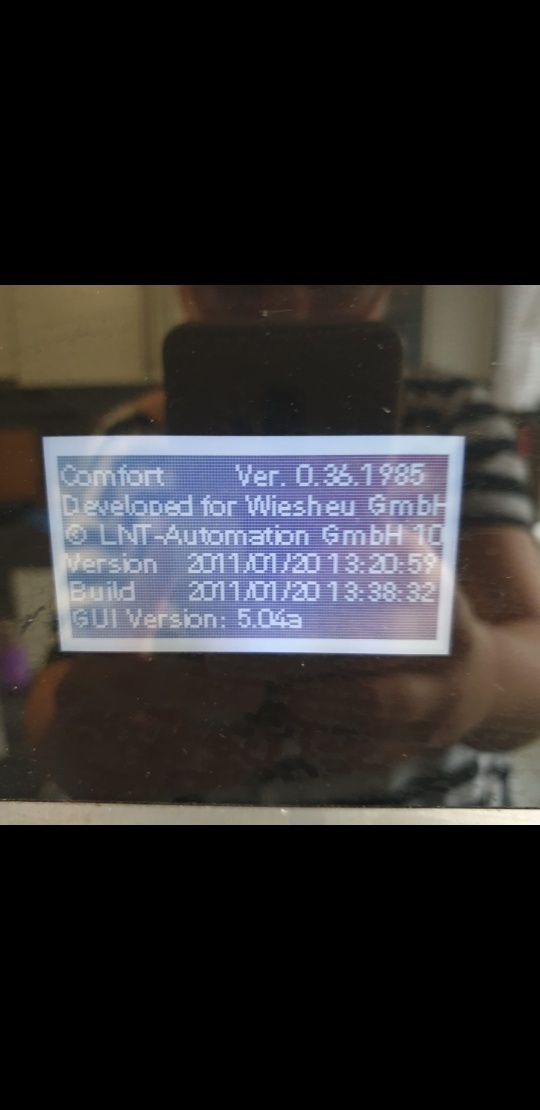 Comfort Ver. 0.36.1985
Developed for Wiesheu GmbH
© LNT-Automation GmbH 10
Version 2011/01/20 13:20:59
Build 2011/01/20 13:38:32
GUI Version: 5.04a